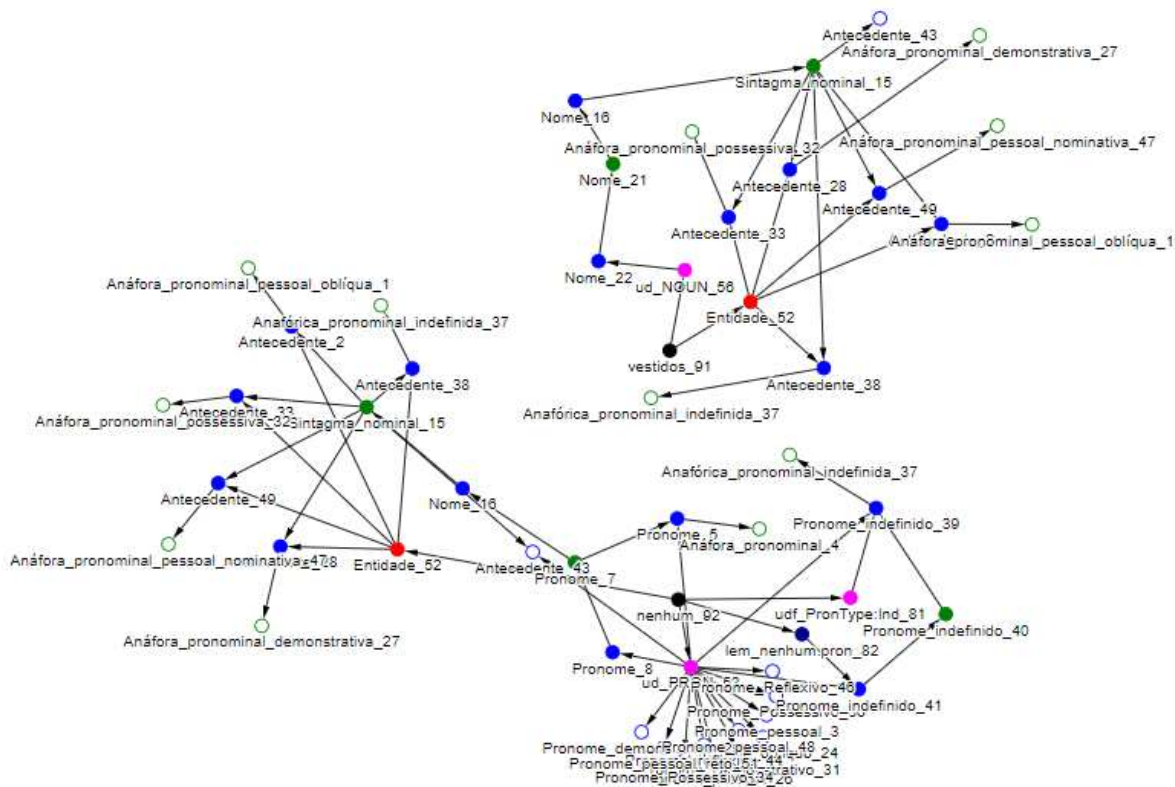 Antecedente_43
Anáfora_pronominal_demonstrativa_27
Sintagma_nominal_15
Nome_16
Anáfora_pronominal_possessiva_32
Anáfora_pronominal_pessoal_nominativa_47
Nome_21
Antecedente_28
Antecedente_49
Antecedente_33
Anáfora_pronominal_pessoal_oblíqua_1
Nome_22
ud_NOUN_56
Anáfora_pronominal_pessoal_oblíqua_1
Entidade_52
Anafórica_pronominal_indefinida_37
Antecedente_2
vestidos_91
Antecedente_38
Antecedente_38
Anafórica_pronominal_indefinida_37
Antecedente_33
Anáfora_pronominal_possessiva_32
Sintagma_nominal_15
Anafórica_pronominal_indefinida_37
Antecedente_49
Nome_16
Pronome_indefinido_39
Pronome_5
Anáfora_pronominal_4
Anáfora_pronominal_pessoal_nominativa_47
Entidade_52
Antecedente_43
Pronome_7
nenhum_92
udf_PronType:Ind_81
Pronome_indefinido_40
Anáfora_pronominal_demonstrativa_27
lem_nenhum:pron_82
Pronome_8
Pronome_Reflexivo_46
Pronome_indefinido_41
Pronome_pessoal_3
Pronome_pessoal_48